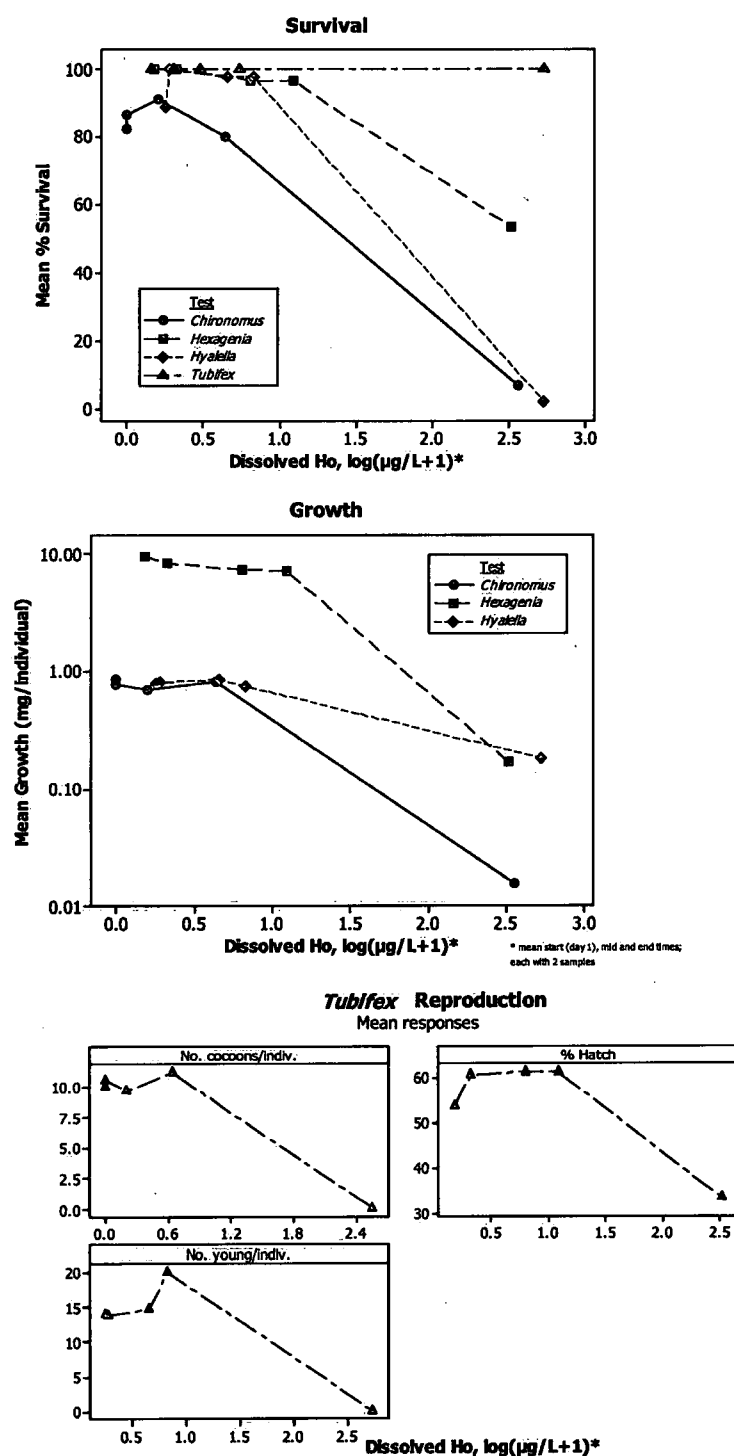 Survival
100
80
60
40
20
0
Mean % Survival
Test
Chironomus
Hexagenia
Hyalella
Tubifex
0.0 0.5 1.0 1.5 2.0 2.5 3.0
Dissolved Ho, log(µg/L+1)*
Growth
10.00
1.00
0.10
0.01
Mean Growth (mg/individual)
Test
Chironomus
Hexagenia
Hyalella
0.0 0.5 1.0 1.5 2.0 2.5 3.0
Dissolved Ho, log(µg/L+1)*
* mean start (day 1), mid and end times;
each with 2 samples
Tubifex Reproduction
Mean responses
No. cocoons/indiv.
10.0
7.5
5.0
2.5
0.0
0.0 0.6 1.2 1.8 2.4
% Hatch
60
50
40
30
0.5 1.0 1.5 2.0 2.5
No. young/indiv.
20
15
10
5
0
0.5 1.0 1.5 2.0 2.5
Dissolved Ho, log(µg/L+1)*